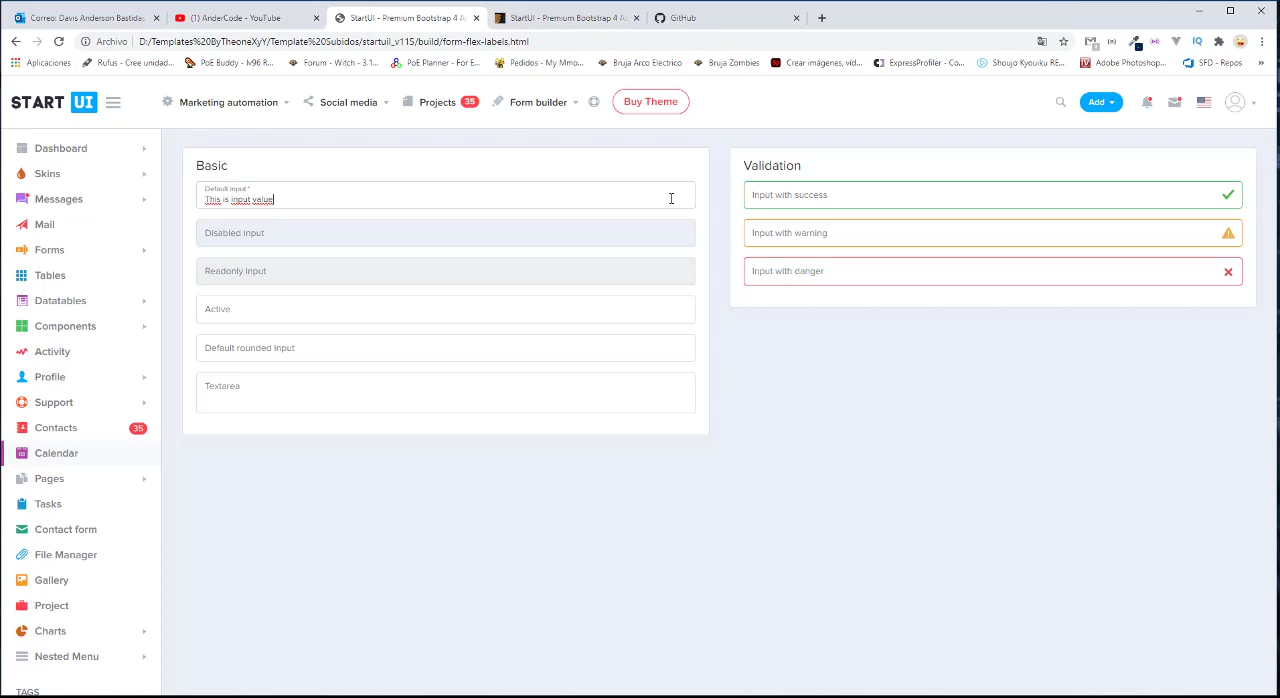 Correo: Davis Anderson Bastidas
(1) AnderCode - YouTube
StartUI - Premium Bootstrap 4 A
StartUI - Premium Bootstrap 4 A
GitHub
Archivo
D:/Templates%20ByTheoneXyY/Template%20Subidos/startuil_v115/build/form-flex-labels.html
Aplicaciones
Rufus - Cree unidad...
PoE Buddy - lv96 R...
Forum - Witch - 3.1...
PoE Planner - For E...
Pedidos - My Mmo...
Bruja Arco Electrico
Bruja Zombies
Crear imágenes, víd...
ExpressProfiler - Co...
Shoujo Kyouiku RE...
Adobe Photoshop...
SFD - Repos
»
START UI
Marketing automation
Social media
Projects 35
Form builder
Buy Theme
Add
Dashboard
Skins
Messages
Mail
Forms
Tables
Datatables
Components
Activity
Profile
Support
Contacts 35
Calendar
Pages
Tasks
Contact form
File Manager
Gallery
Project
Charts
Nested Menu
TAGS
Basic
Default input*
This is input value
Disabled input
Readonly input
Active
Default rounded input
Textarea
Validation
Input with success
Input with warning
Input with danger